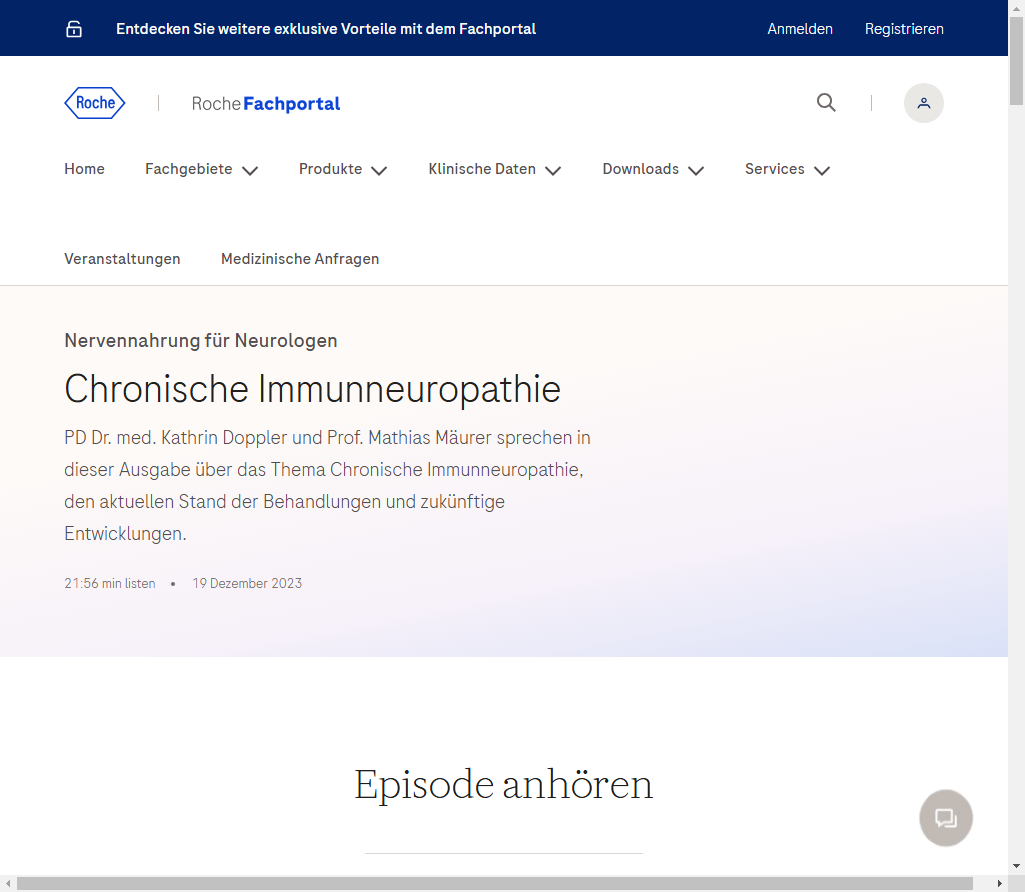 Entdecken Sie weitere exklusive Vorteile mit dem Fachportal
Anmelden
Registrieren
Roche
Roche Fachportal
Home
Fachgebiete
Produkte
Klinische Daten
Downloads
Services
Veranstaltungen
Medizinische Anfragen
Nervennahrung für Neurologen
Chronische Immunneuropathie
PD Dr. med. Kathrin Doppler und Prof. Mathias Mäurer sprechen in
dieser Ausgabe über das Thema Chronische Immunneuropathie,
den aktuellen Stand der Behandlungen und zukünftige
Entwicklungen.
21:56 min listen • 19 Dezember 2023
Episode anhören